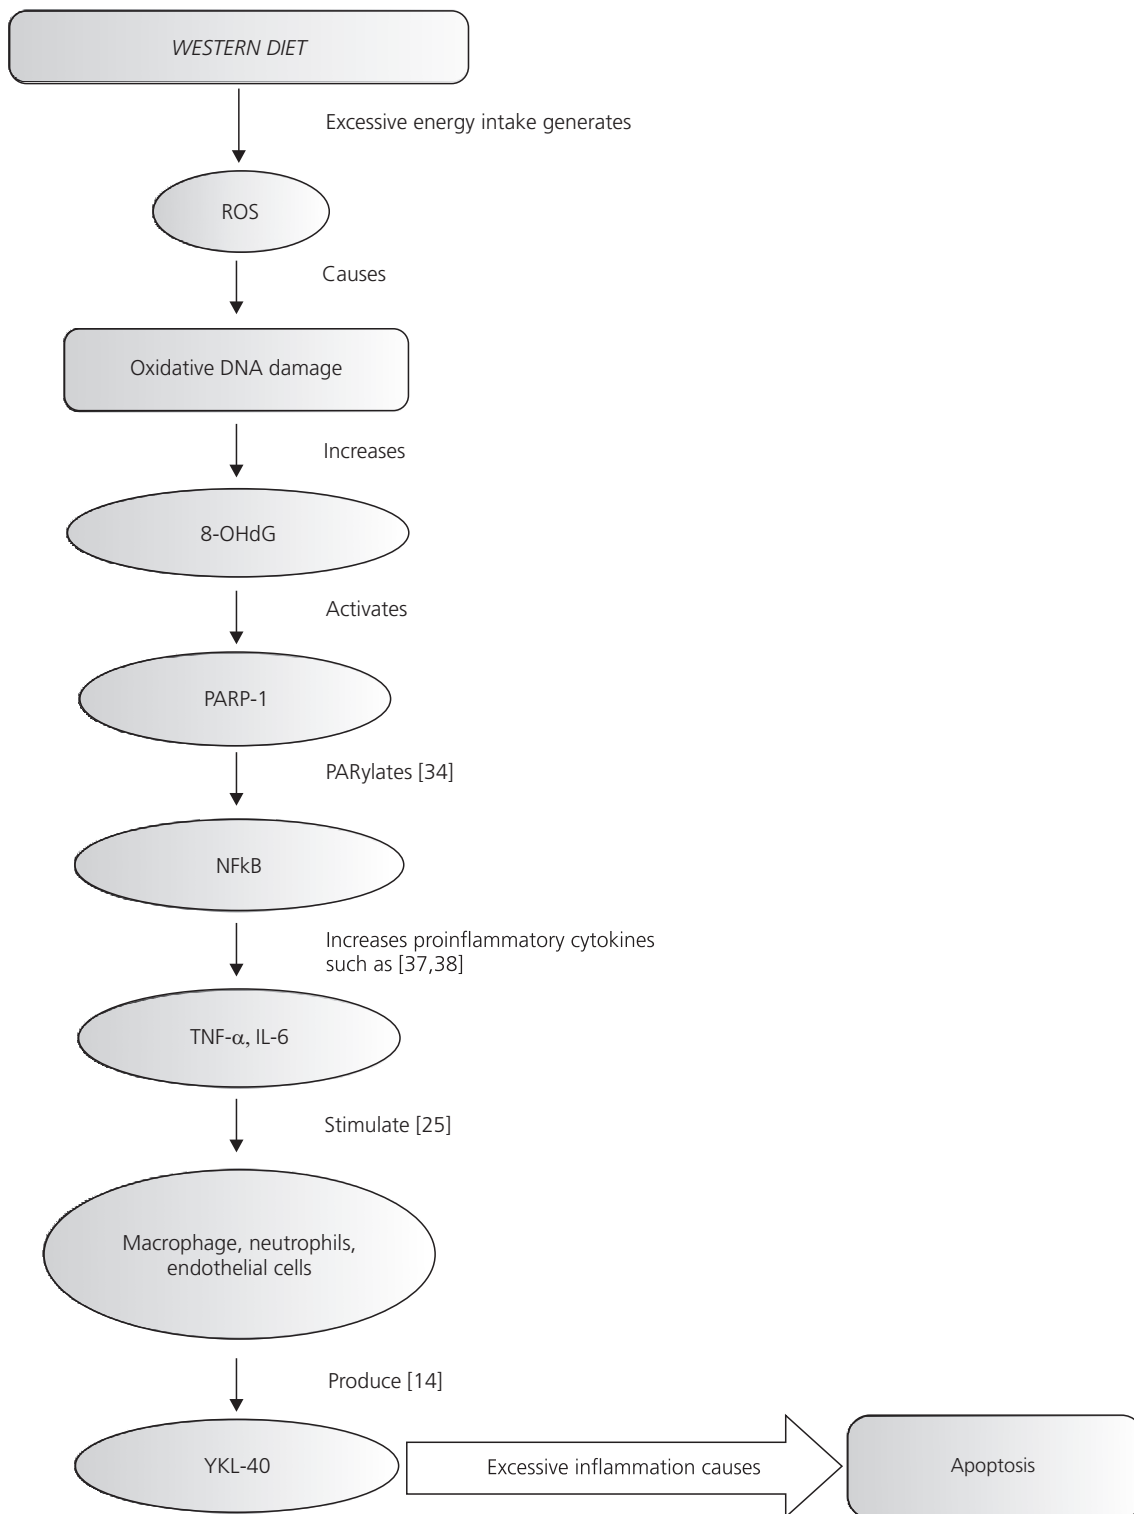 WESTERN DIET
Excessive energy intake generates
ROS
Causes
Oxidative DNA damage
Increases
8-OHdG
Activates
PARP-1
PARylates [34]
NFkB
Increases proinflammatory cytokines
such as [37,38]
TNF-α, IL-6
Stimulate [25]
Macrophage, neutrophils,
endothelial cells
Produce [14]
YKL-40
Excessive inflammation causes
Apoptosis